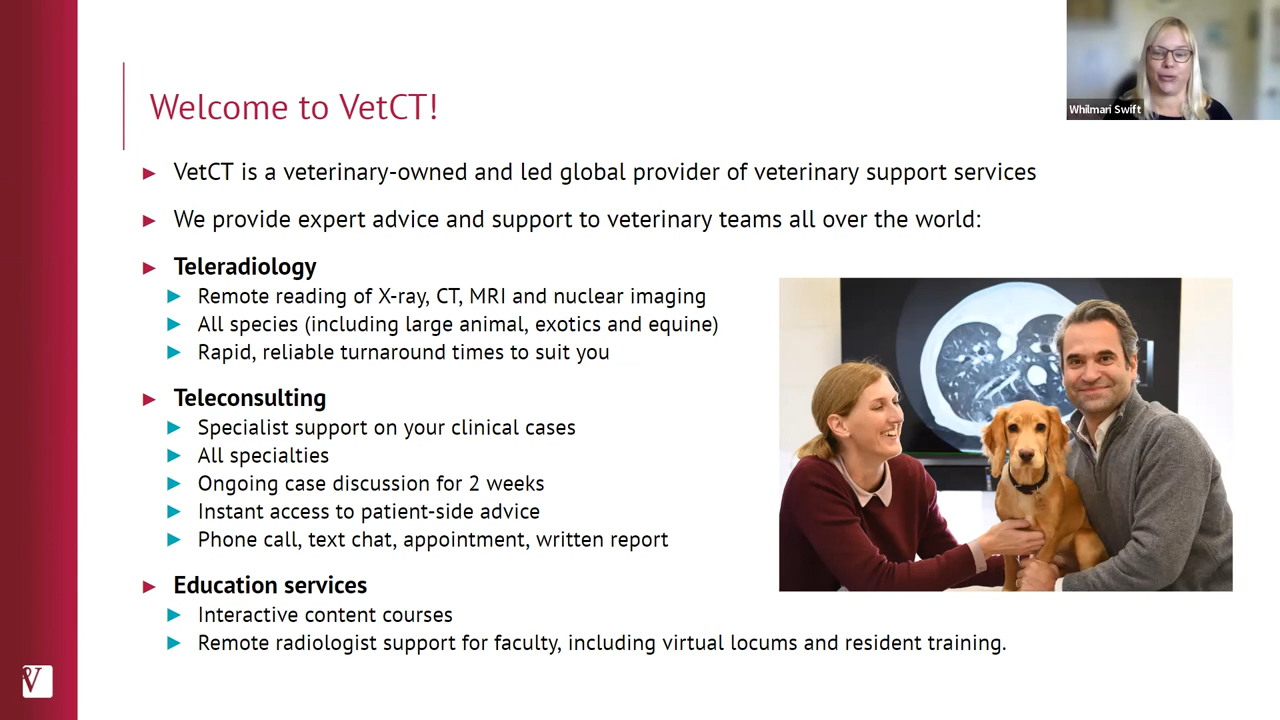 Whilmari Swift
Welcome to VetCT!
VetCT is a veterinary-owned and led global provider of veterinary support services
We provide expert advice and support to veterinary teams all over the world:
Teleradiology
Remote reading of X-ray, CT, MRI and nuclear imaging
All species (including large animal, exotics and equine)
Rapid, reliable turnaround times to suit you
Teleconsulting
Specialist support on your clinical cases
All specialties
Ongoing case discussion for 2 weeks
Instant access to patient-side advice
Phone call, text chat, appointment, written report
Education services
Interactive content courses
Remote radiologist support for faculty, including virtual locums and resident training.
V